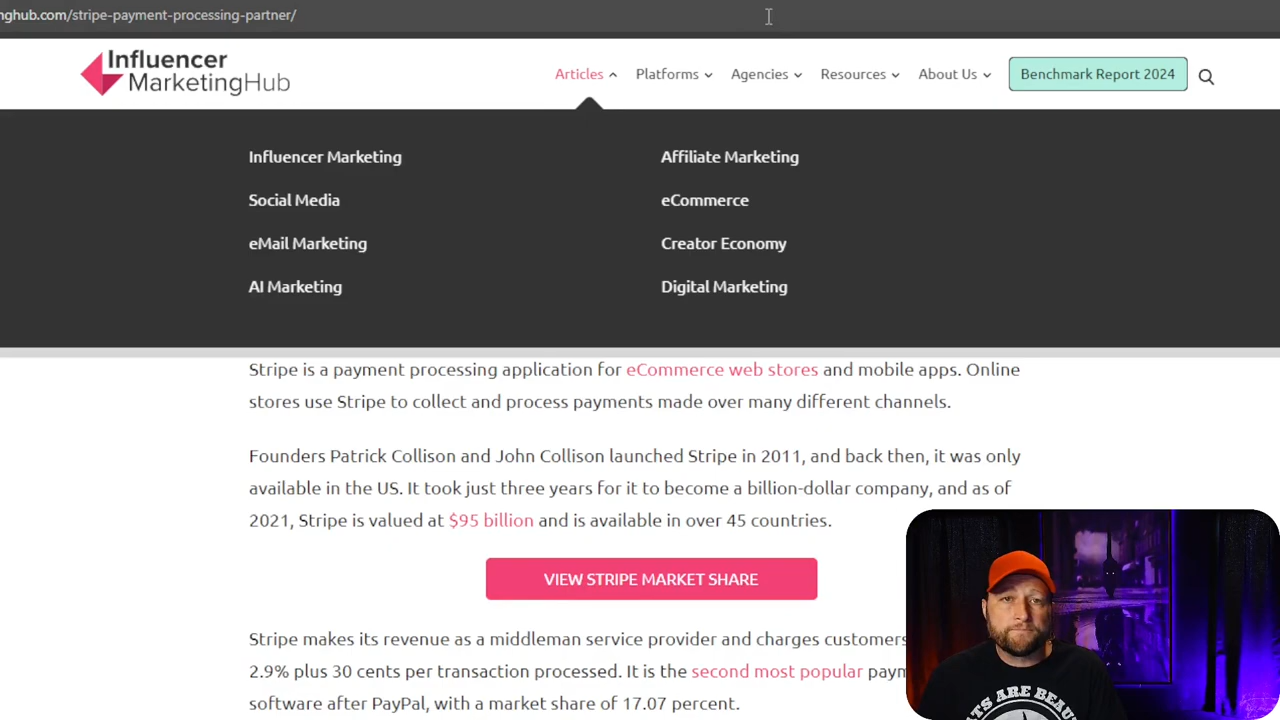 nghub.com/stripe-payment-processing-partner/
Influencer
MarketingHub
Articles
Platforms
Agencies
Resources
About Us
Benchmark Report 2024
Influencer Marketing
Affiliate Marketing
Social Media
eCommerce
eMail Marketing
Creator Economy
AI Marketing
Digital Marketing
Stripe is a payment processing application for eCommerce web stores and mobile apps. Online
stores use Stripe to collect and process payments made over many different channels.
Founders Patrick Collison and John Collison launched Stripe in 2011, and back then, it was only
available in the US. It took just three years for it to become a billion-dollar company, and as of
2021, Stripe is valued at $95 billion and is available in over 45 countries.
VIEW STRIPE MARKET SHARE
Stripe makes its revenue as a middleman service provider and charges customers
2.9% plus 30 cents per transaction processed. It is the second most popular paym
software after PayPal, with a market share of 17.07 percent.
ARE BEAU